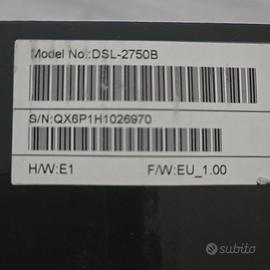 Model No.:DSL-2750B
S/N:QX6P1H1026970
H/W:E1 F/W:EU_1.00
subito